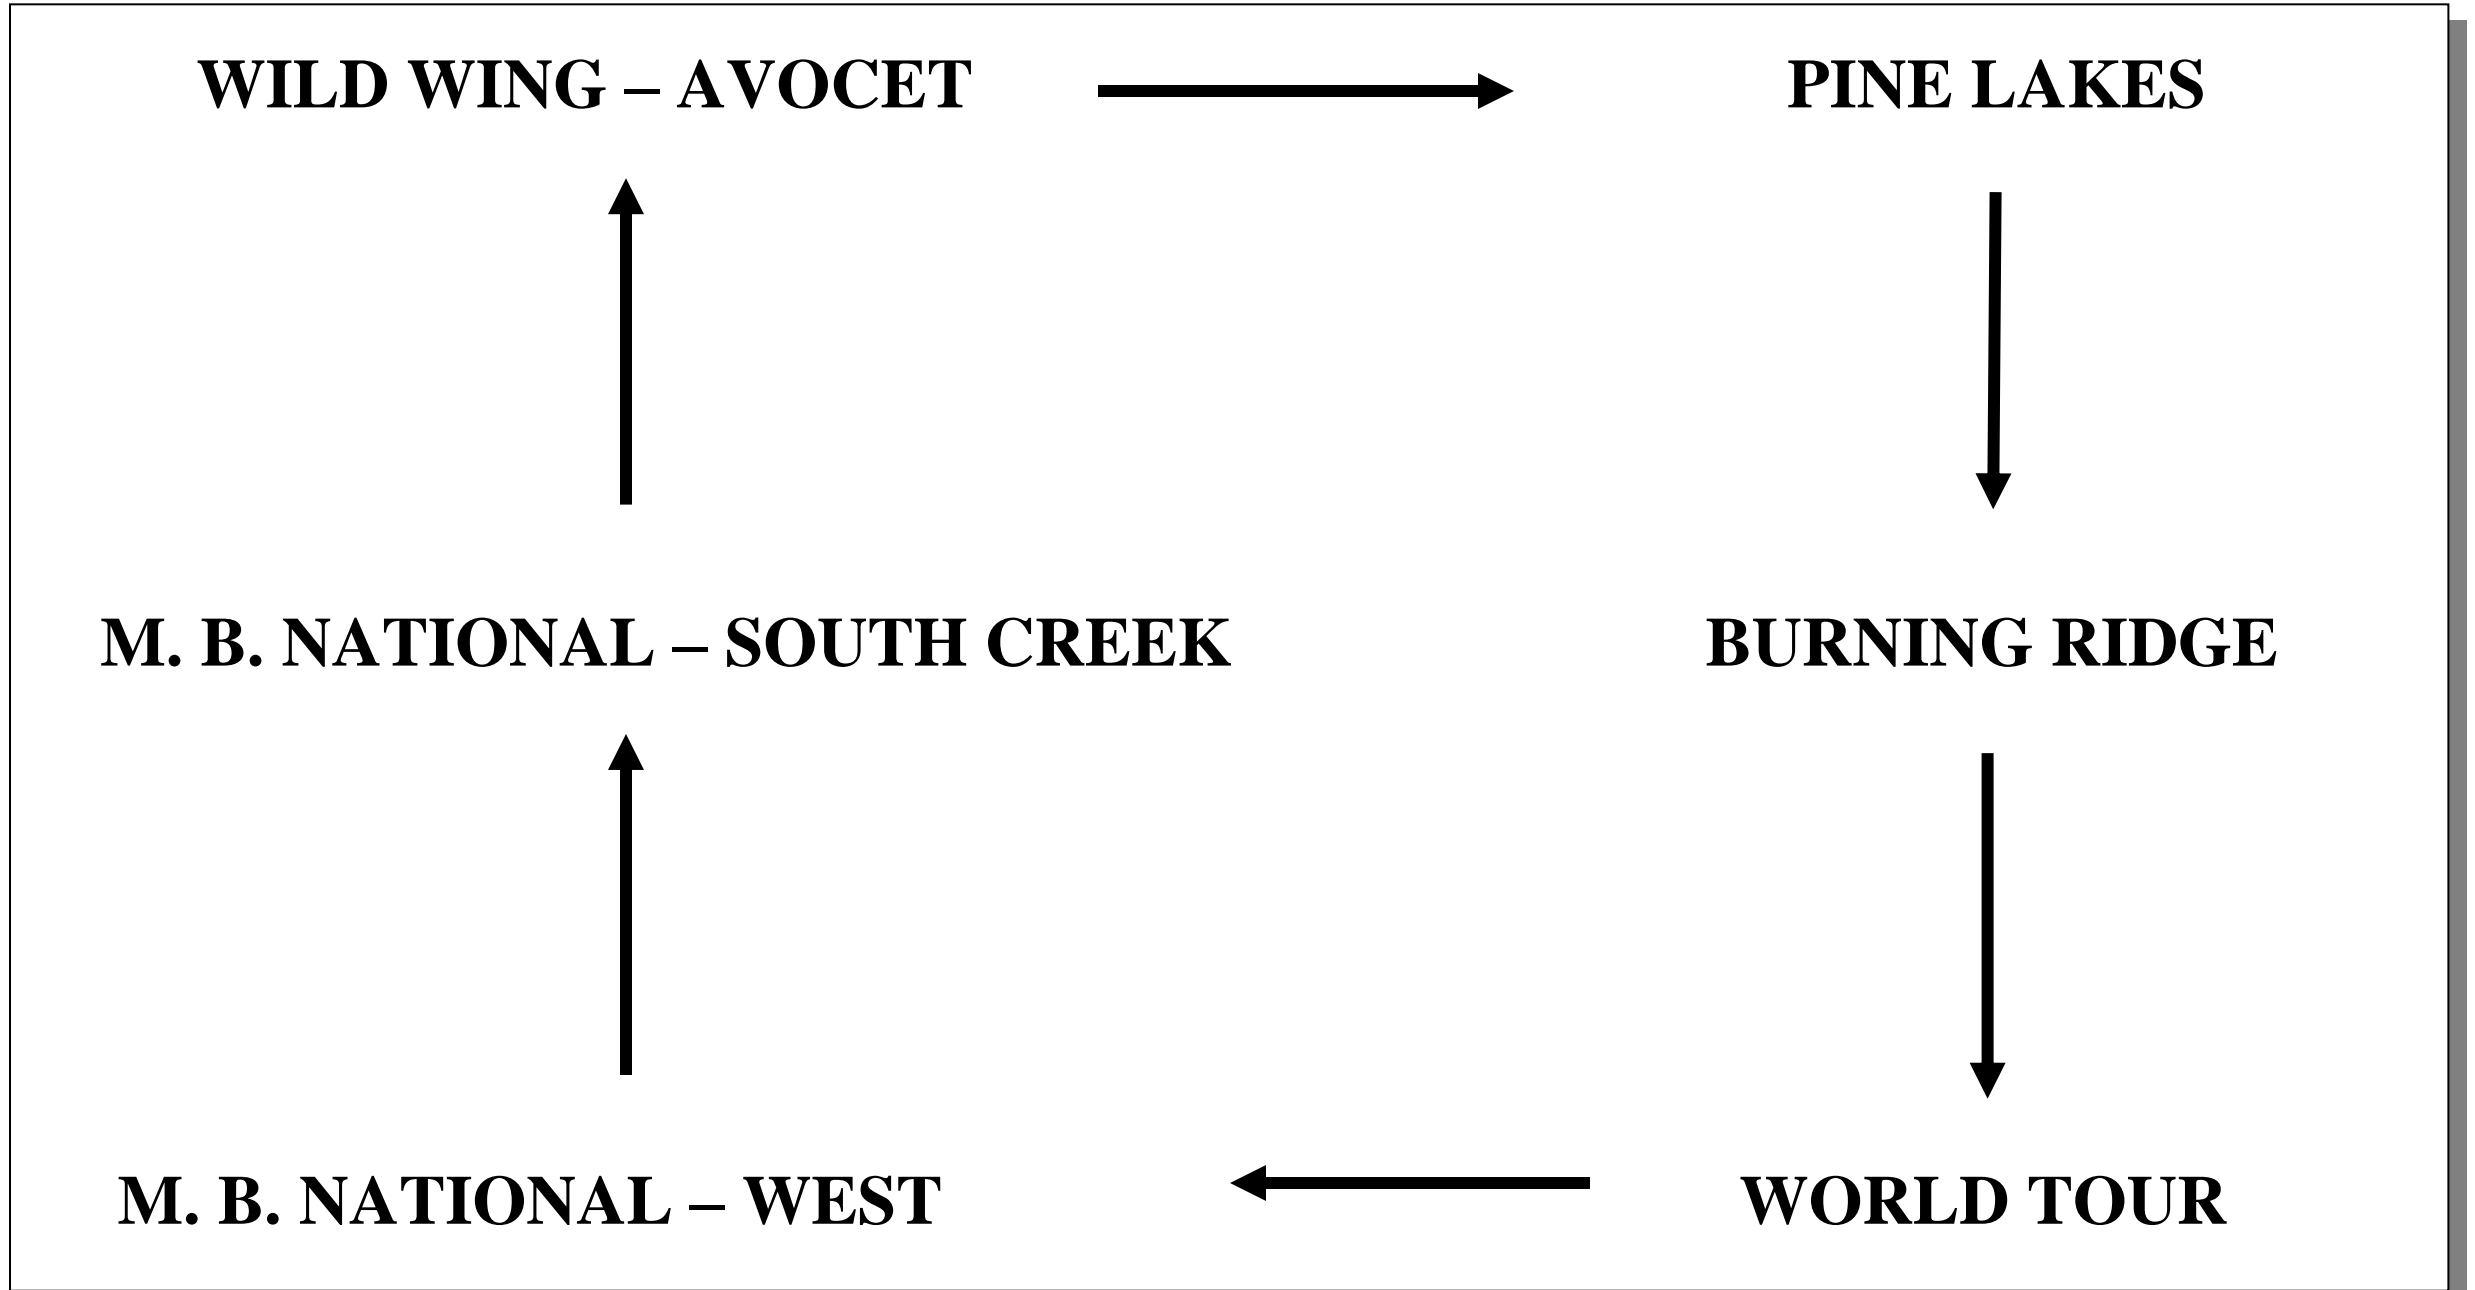 WILD WING – AVOCET
PINE LAKES
M. B. NATIONAL – SOUTH CREEK
BURNING RIDGE
M. B. NATIONAL – WEST
WORLD TOUR